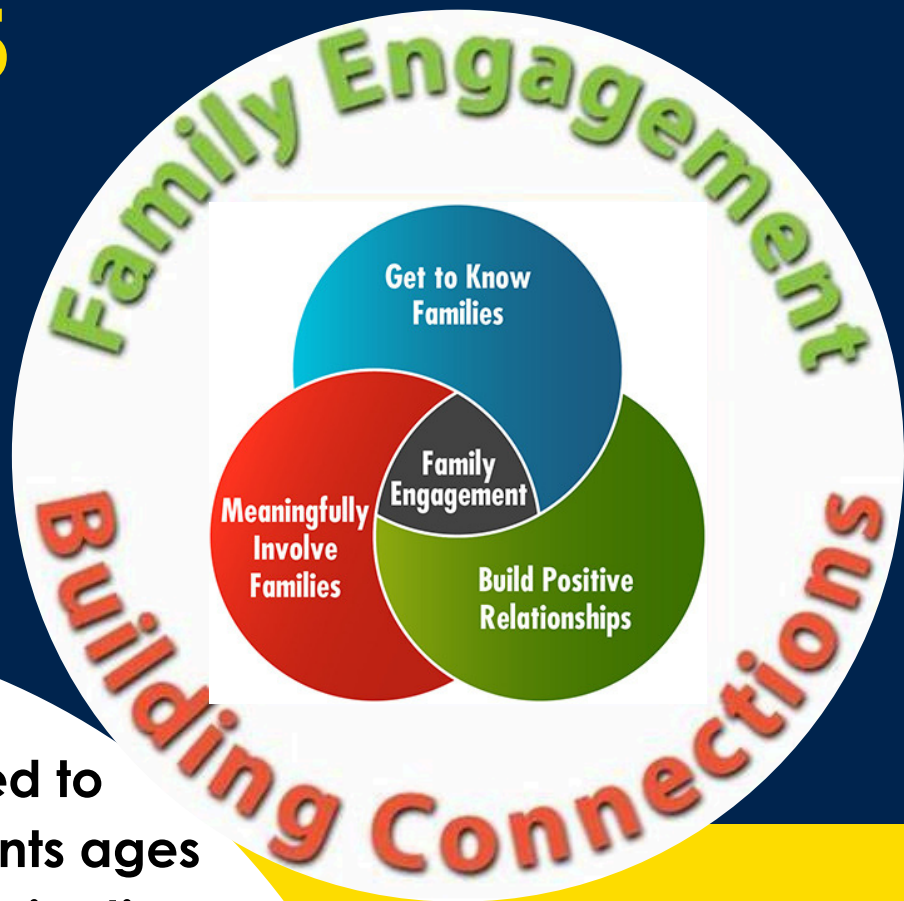 Family Engagement
Get to Know
Families
Family
Engagement
Meaningfully
Involve
Families
Build Positive
Relationships
Building Connections
ed to
nts ages